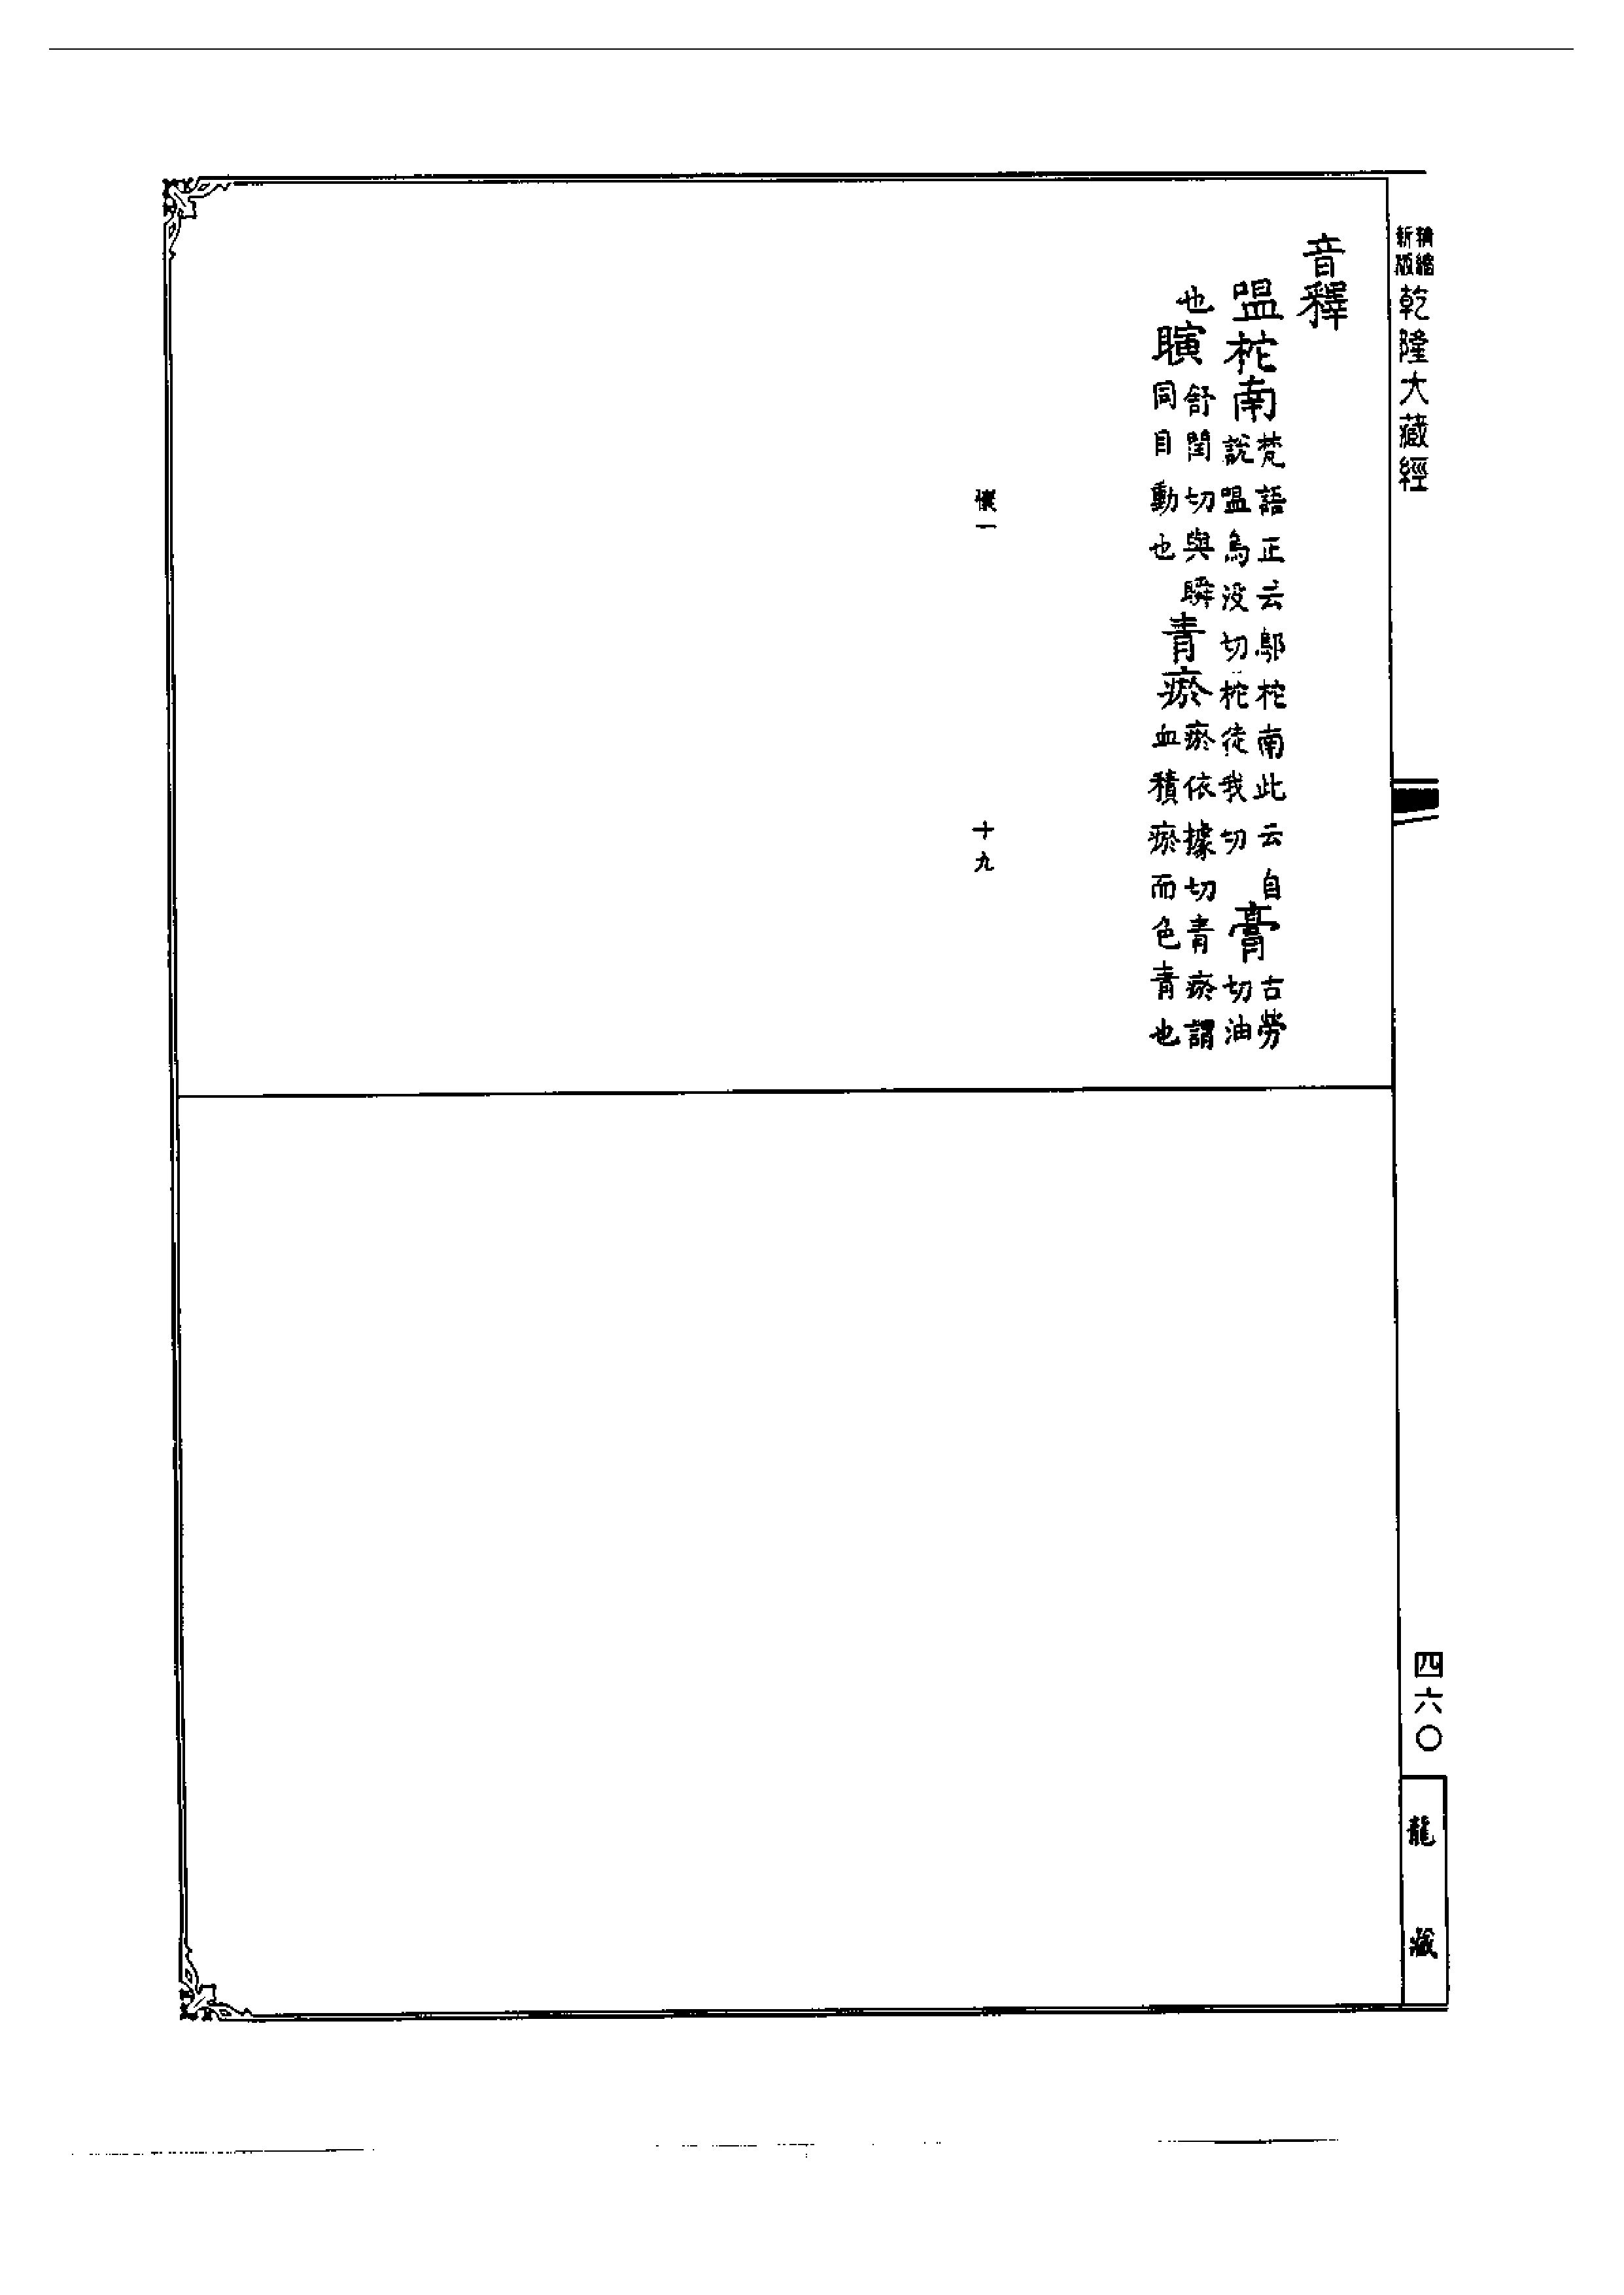 精縮新版 乾隆大藏經
音釋
嗢柁南 梵語正云鄔柁南此云自說嗢烏没切柁徒我切 膏 古勞切油
也 瞚 舒閏切與瞬同目動也 青瘀 瘀依據切青瘀謂血積瘀而色青也
懷一 十九
四六〇
龍藏